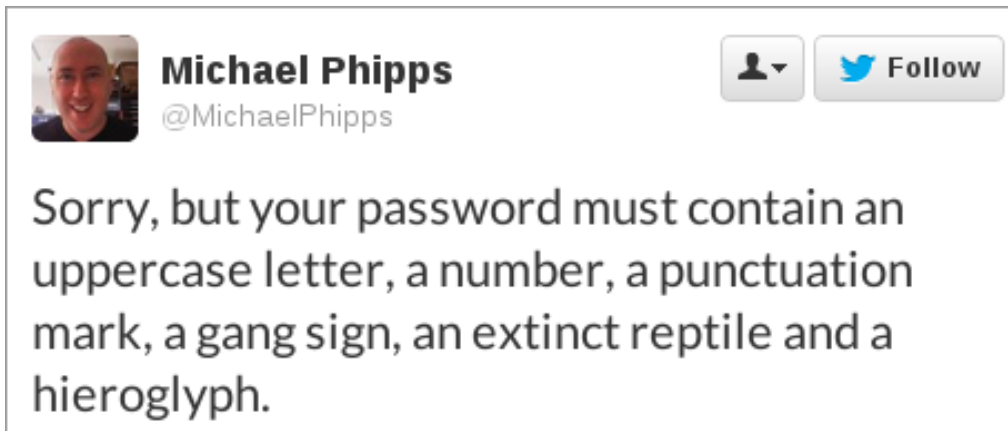 Michael Phipps
@MichaelPhipps
Follow
Sorry, but your password must contain an
uppercase letter, a number, a punctuation
mark, a gang sign, an extinct reptile and a
hieroglyph.